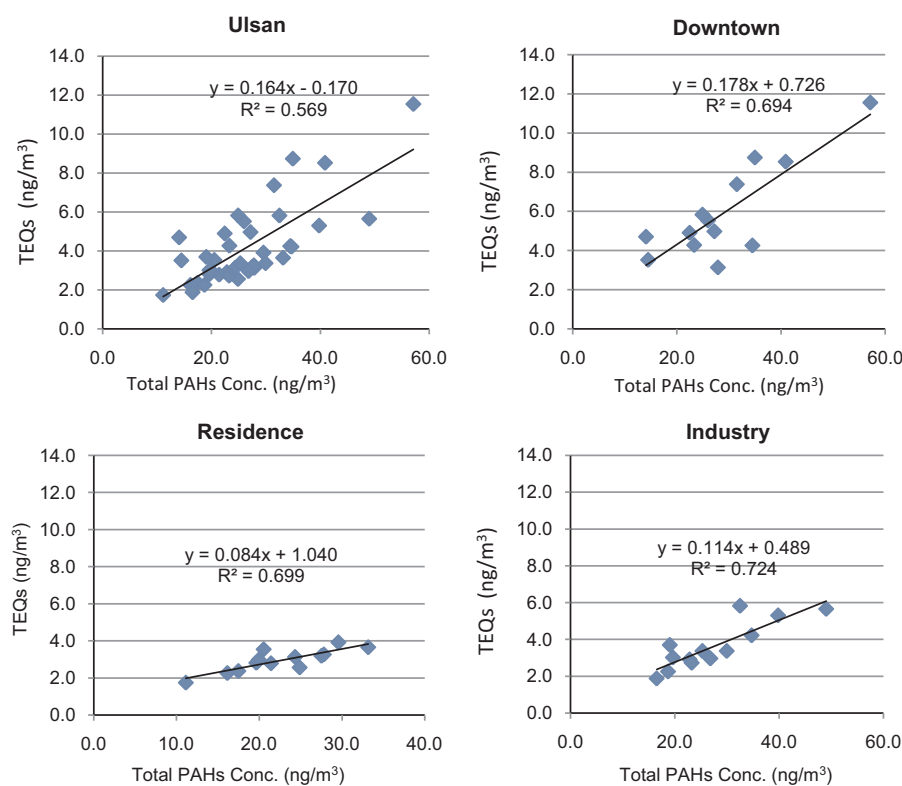 Ulsan
14.0
12.0
10.0
8.0
6.0
4.0
2.0
0.0
TEQs (ng/m³)
y = 0.164x - 0.170
R² = 0.569
0.0 20.0 40.0 60.0
Total PAHs Conc. (ng/m³)
Downtown
14.0
12.0
10.0
8.0
6.0
4.0
2.0
0.0
TEQs (ng/m³)
y = 0.178x + 0.726
R² = 0.694
0.0 20.0 40.0 60.0
Total PAHs Conc. (ng/m³)
Residence
14.0
12.0
10.0
8.0
6.0
4.0
2.0
0.0
TEQs (ng/m³)
y = 0.084x + 1.040
R² = 0.699
0.0 10.0 20.0 30.0 40.0
Total PAHs Conc. (ng/m³)
Industry
14.0
12.0
10.0
8.0
6.0
4.0
2.0
0.0
TEQs (ng/m³)
y = 0.114x + 0.489
R² = 0.724
0.0 20.0 40.0 60.0
Total PAHs Conc. (ng/m³)